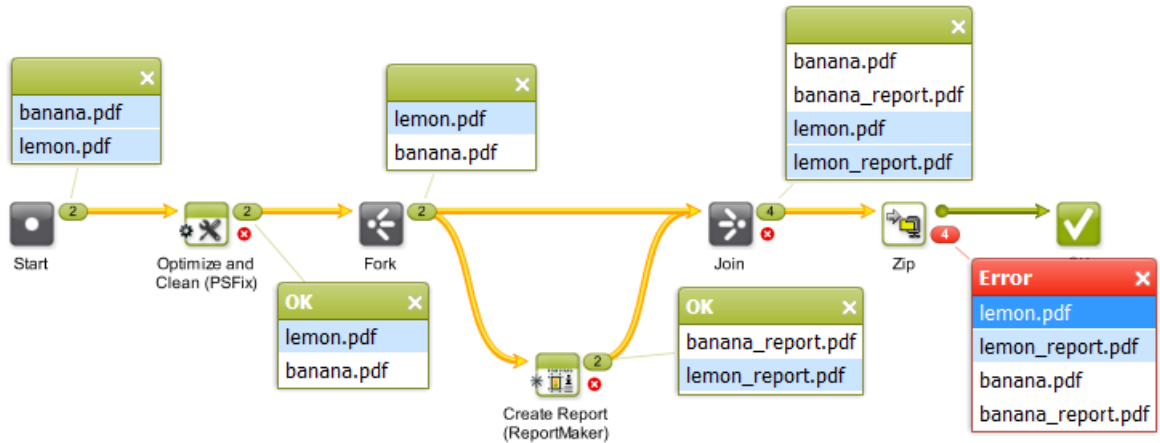 banana.pdf
lemon.pdf
2
Start
2
Optimize and
Clean (PSFix)
OK
lemon.pdf
banana.pdf
lemon.pdf
banana.pdf
2
Fork
2
Create Report
(ReportMaker)
OK
banana_report.pdf
lemon_report.pdf
banana.pdf
banana_report.pdf
lemon.pdf
lemon_report.pdf
4
Join
Zip
4
Error
lemon.pdf
lemon_report.pdf
banana.pdf
banana_report.pdf